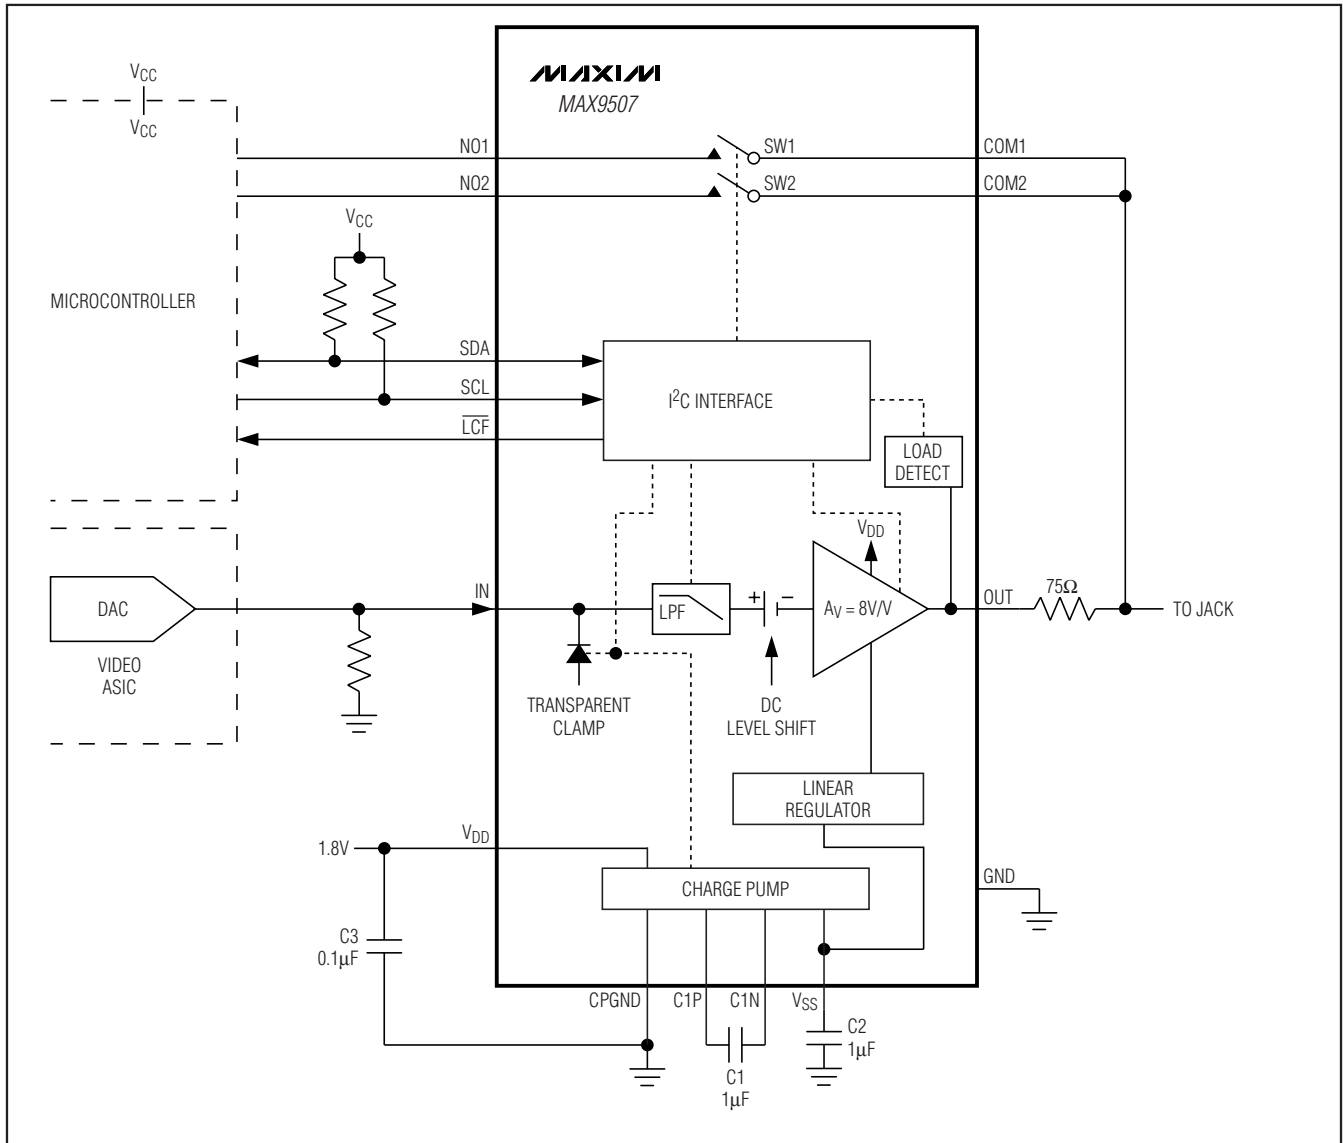 MAXIM
MAX9507
VCC
VCC
NO1
SW1
COM1
NO2
SW2
COM2
VCC
MICROCONTROLLER
SDA
SCL
I²C INTERFACE
LCF
LOAD
DETECT
VDD
DAC
IN
LPF
+
−
AV = 8V/V
OUT
75Ω
TO JACK
VIDEO
ASIC
TRANSPARENT
CLAMP
DC
LEVEL SHIFT
LINEAR
REGULATOR
1.8V
VDD
CHARGE PUMP
GND
C3
0.1µF
CPGND
C1P
C1N
VSS
C2
1µF
C1
1µF